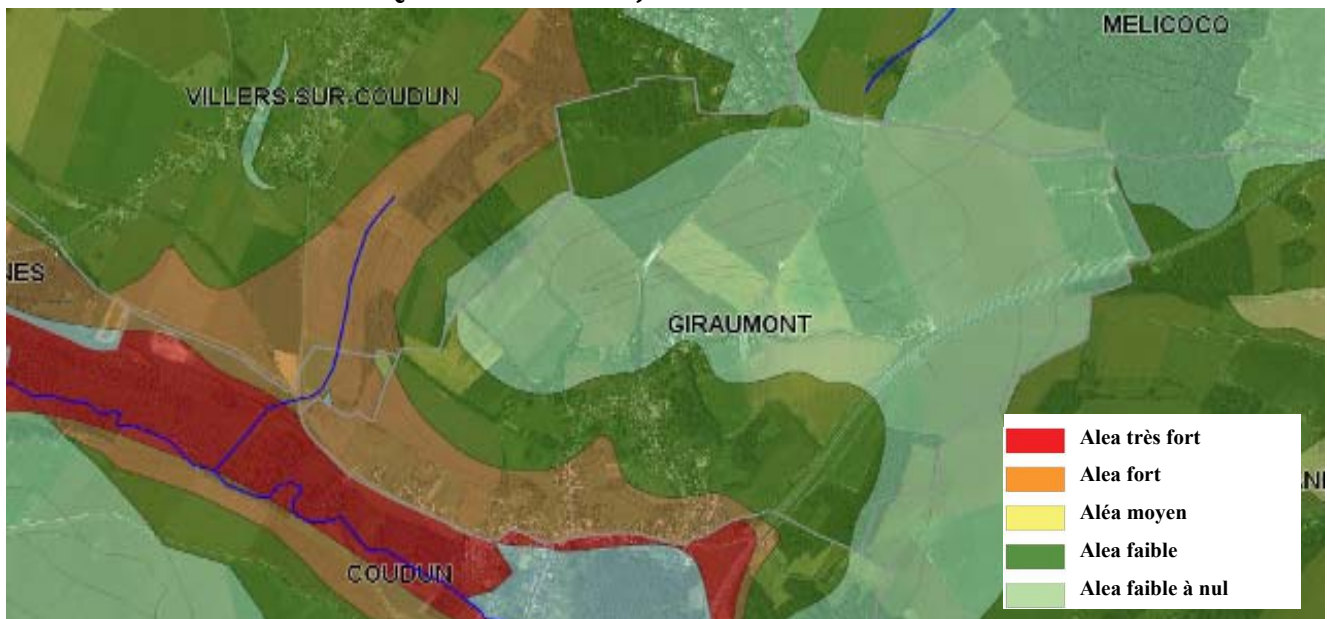 MELICOCQ
VILLERS-SUR-COUDUN
NES
GIRAUMONT
COUDUN
Alea très fort
Alea fort
Aléa moyen
Alea faible
Alea faible à nul